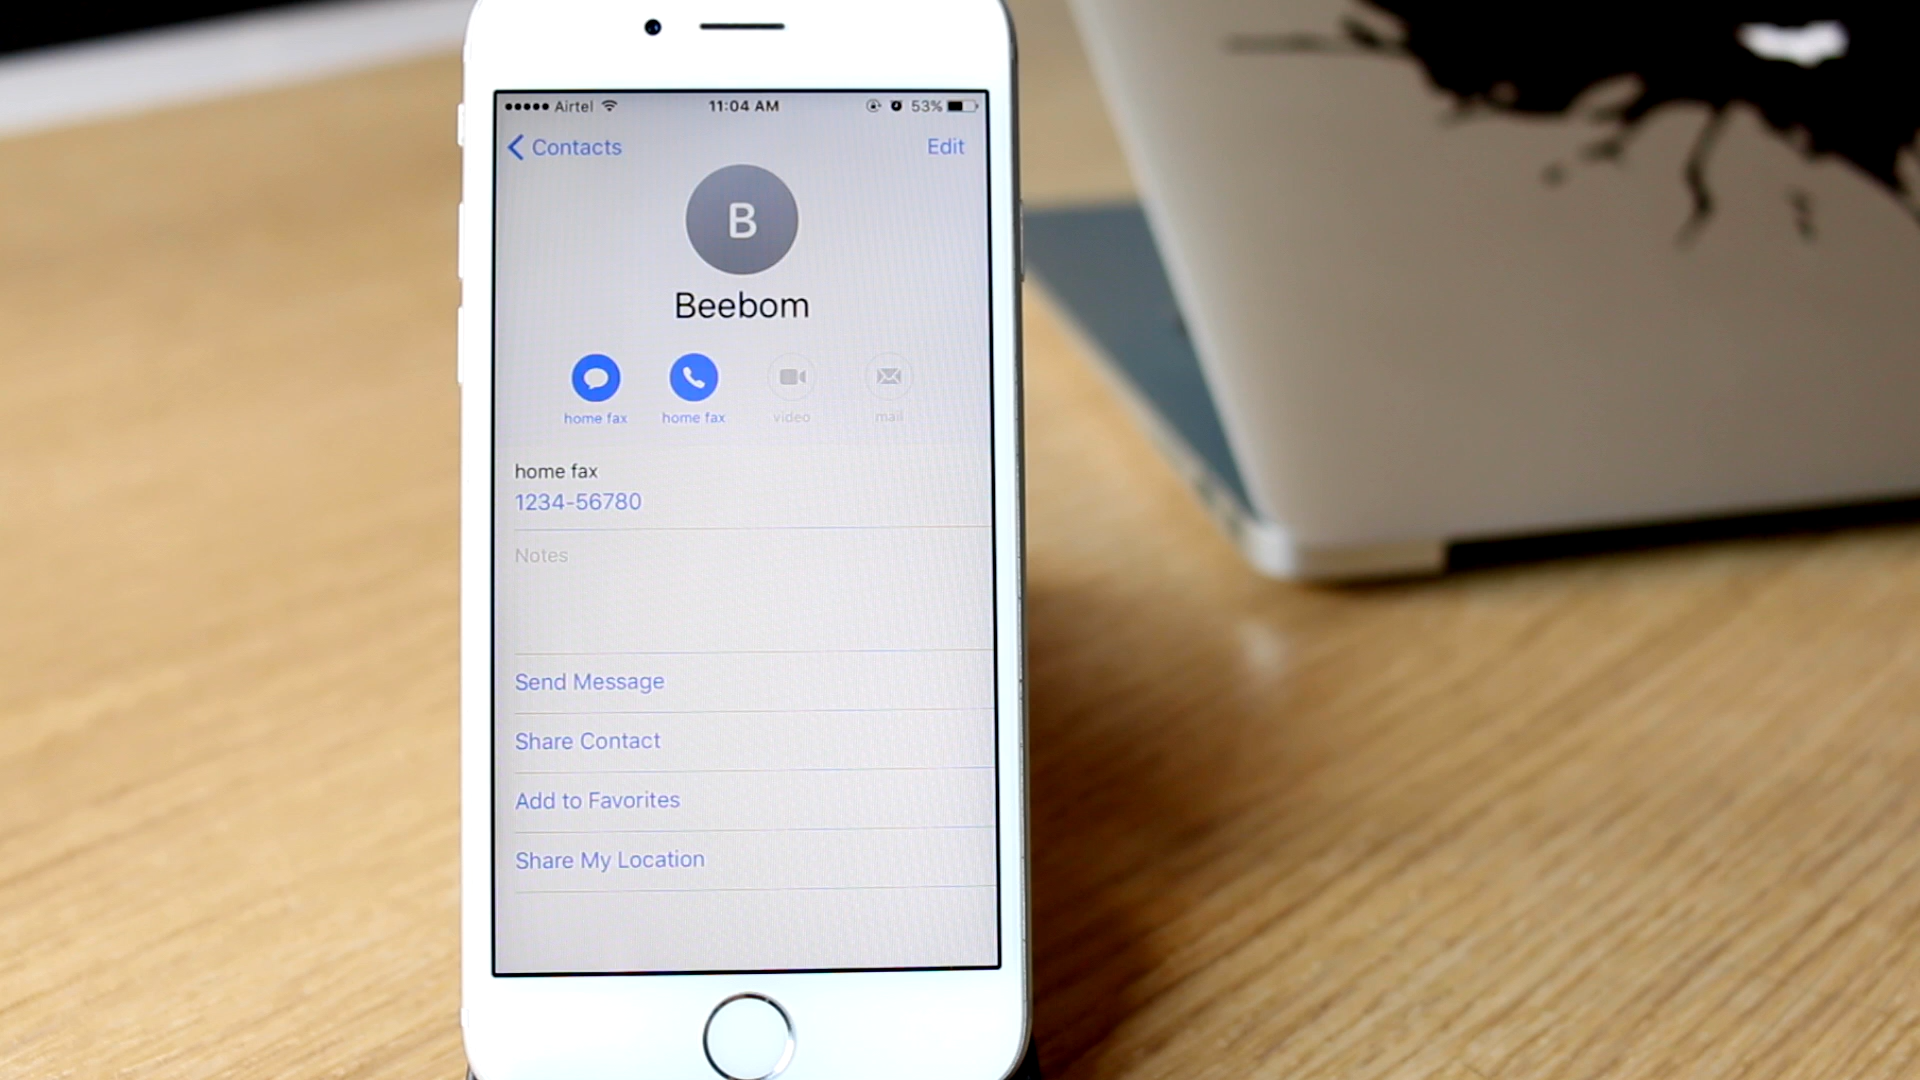 Airtel 11:04 AM 53%
Contacts Edit
B
Beebom
home fax home fax video mail
home fax
1234-56780
Notes
Send Message
Share Contact
Add to Favorites
Share My Location